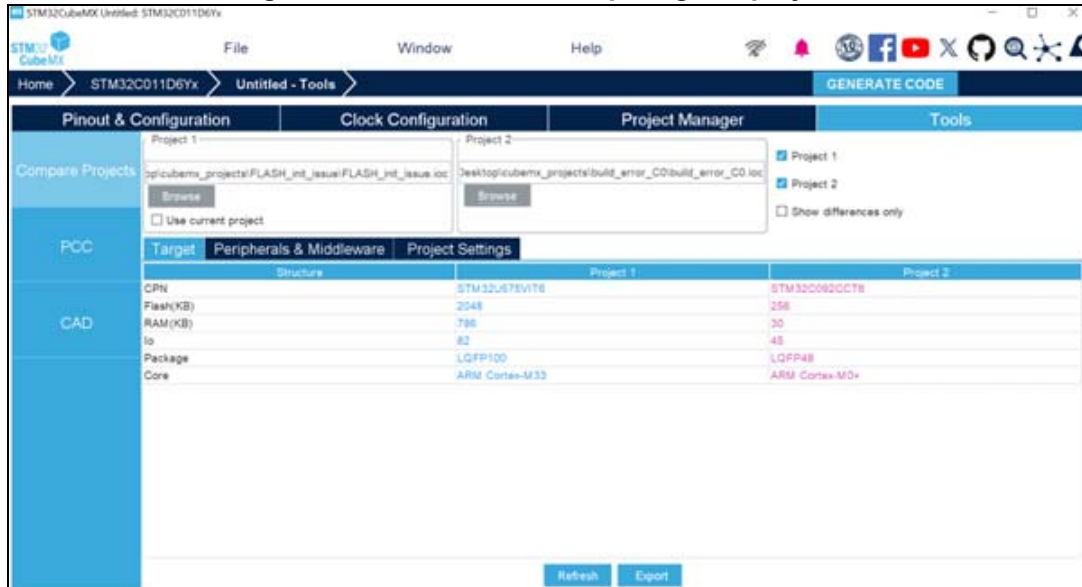 STM32CubeMX Untitled: STM32C011D6Yx
STM32
CubeMX
File
Window
Help
Home
STM32C011D6Yx
Untitled - Tools
GENERATE CODE
Pinout & Configuration
Clock Configuration
Project Manager
Tools
Compare Projects
PCC
CAD
Project 1
op\cubemx_projects\FLASH_init_issue\FLASH_init_issue.ioc
Browse
Use current project
Project 2
Desktop\cubemx_projects\build_error_C0\build_error_C0.ioc
Browse
Project 1
Project 2
Show differences only
Target Peripherals & Middleware Project Settings
Structure Project 1 Project 2
CPN STM32U575VIT6 STM32C092CCT6
Flash(KB) 2048 256
RAM(KB) 786 30
Io 82 45
Package LQFP100 LQFP48
Core ARM Cortex-M33 ARM Cortex-M0+
Refresh Export